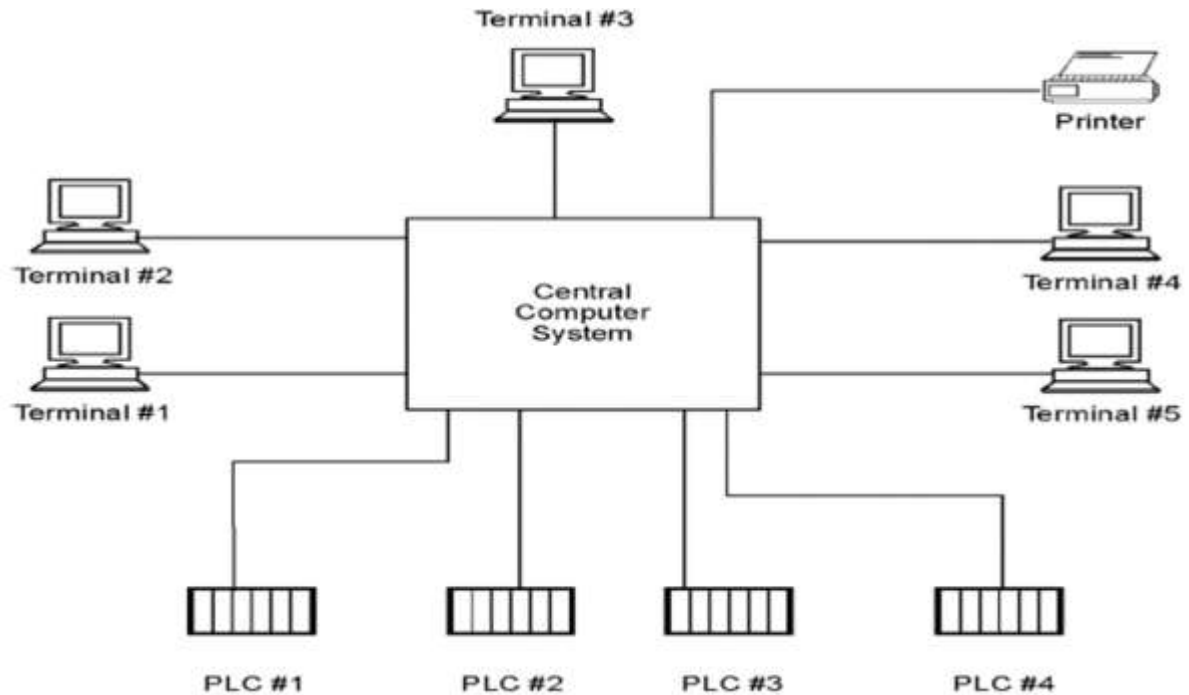 Terminal #3
Printer
Terminal #2
Terminal #4
Central
Computer
System
Terminal #1
Terminal #5
PLC #1
PLC #2
PLC #3
PLC #4